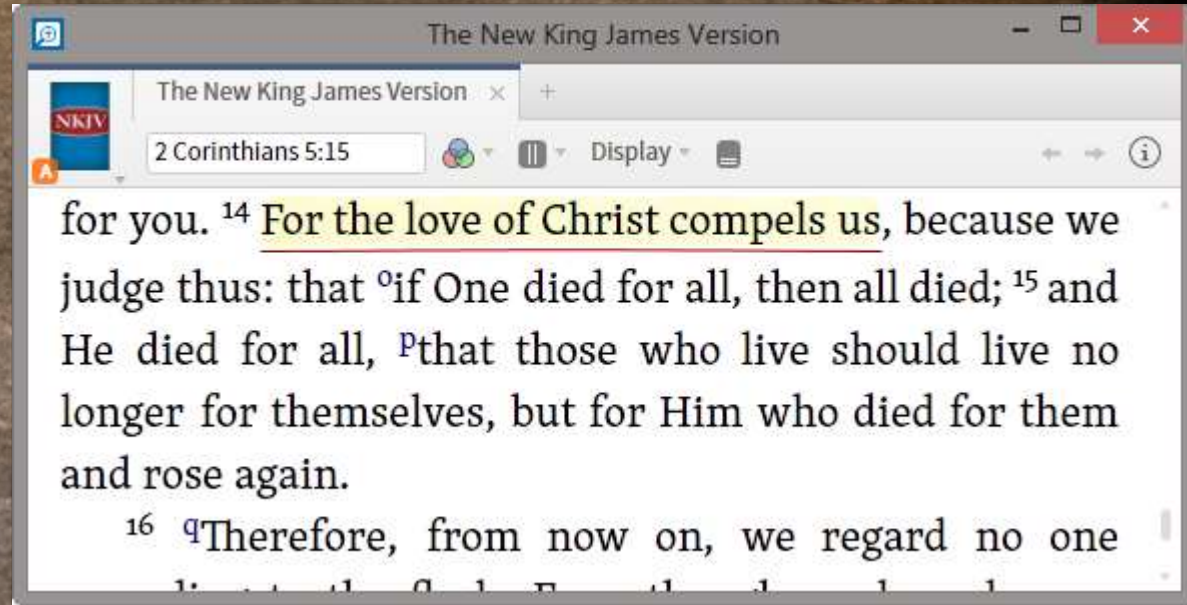 The New King James Version
The New King James Version
NKJV
A
2 Corinthians 5:15
Display
for you. 14 For the love of Christ compels us, because we
judge thus: that oif One died for all, then all died; 15 and
He died for all, pthat those who live should live no
longer for themselves, but for Him who died for them
and rose again.
16 qTherefore, from now on, we regard no one